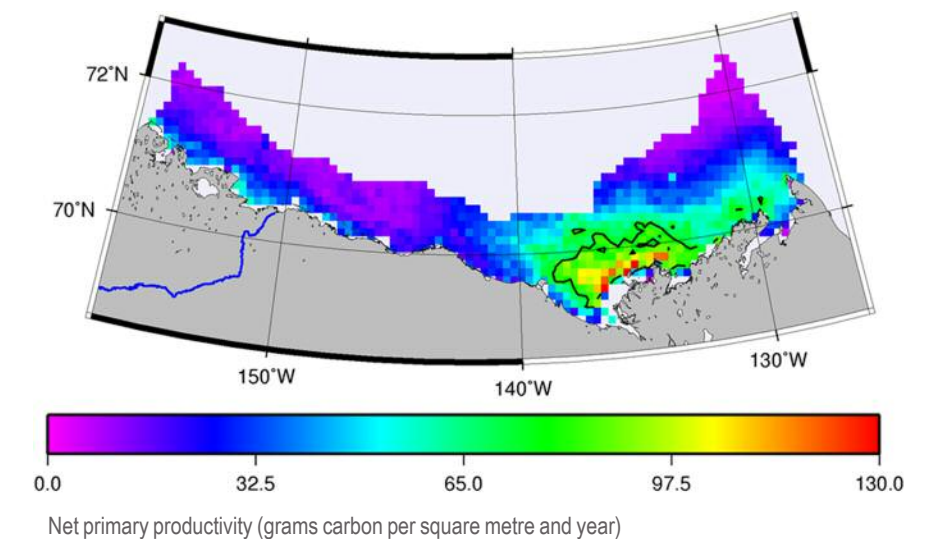 72°N
70°N
150°W
140°W
130°W
0.0 32.5 65.0 97.5 130.0
Net primary productivity (grams carbon per square metre and year)